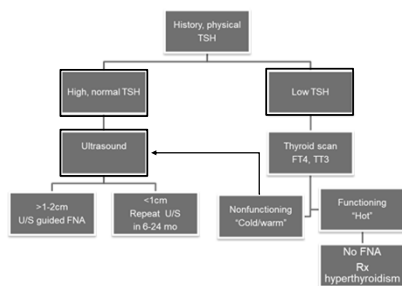 History, physical
TSH
High, normal TSH
Low TSH
Ultrasound
Thyroid scan
FT4, TT3
>1-2cm
U/S guided FNA
<1cm
Repeat U/S
in 6-24 mo
Nonfunctioning
“Cold/warm”
Functioning
“Hot”
No FNA
Rx
hyperthyroidism